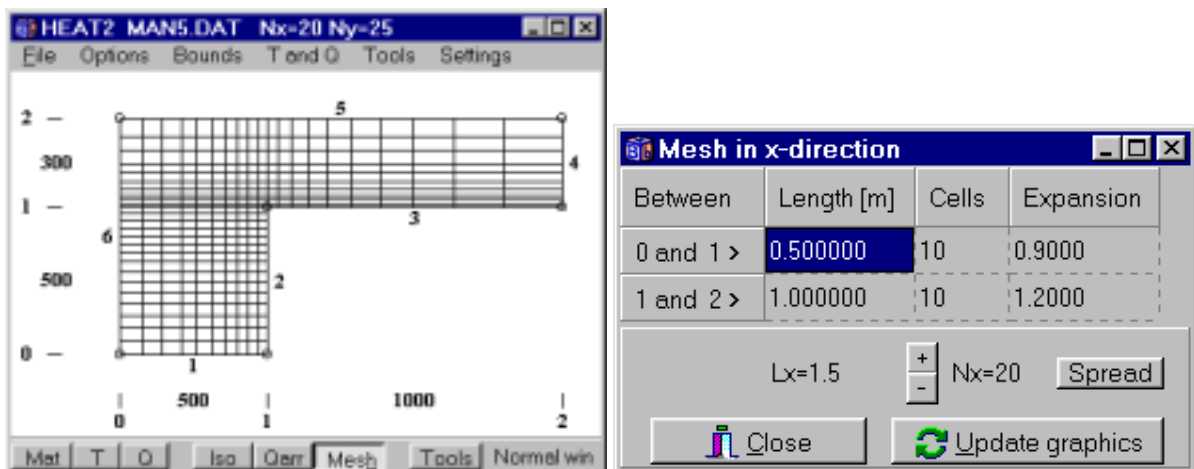 HEAT2 MAN5.DAT Nx=20 Ny=25
File Options Bounds T and Q Tools Settings
5
2
300
4
1
3
6
500
2
0
1
500 1000
0 1 2
Mat T Q Iso Qarr Mesh Tools Normal win
Mesh in x-direction
Between Length [m] Cells Expansion
0 and 1 > 0.500000 10 0.9000
1 and 2 > 1.000000 10 1.2000
Lx=1.5 + - Nx=20 Spread
Close Update graphics